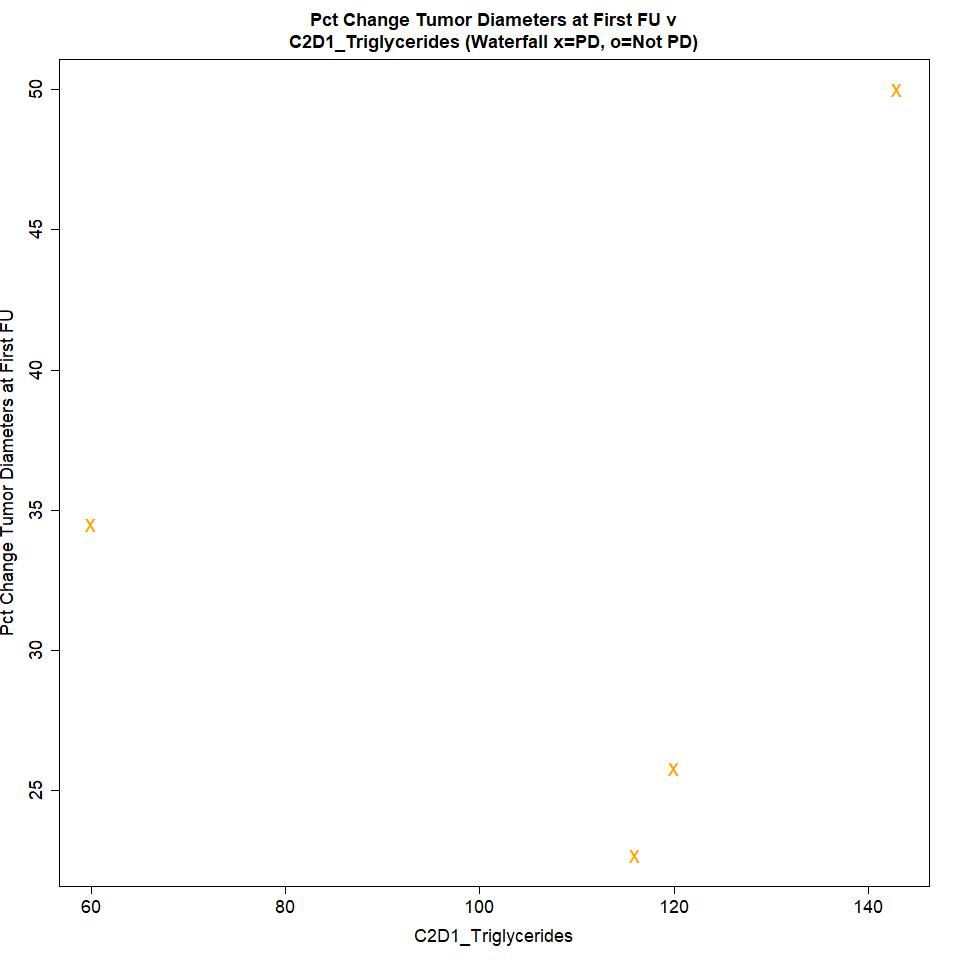 Pct Change Tumor Diameters at First FU v
C2D1_Triglycerides (Waterfall x=PD, o=Not PD)
Pct Change Tumor Diameters at First FU
50
45
40
35
30
25
X
X
X
X
60
80
100
120
140
C2D1_Triglycerides